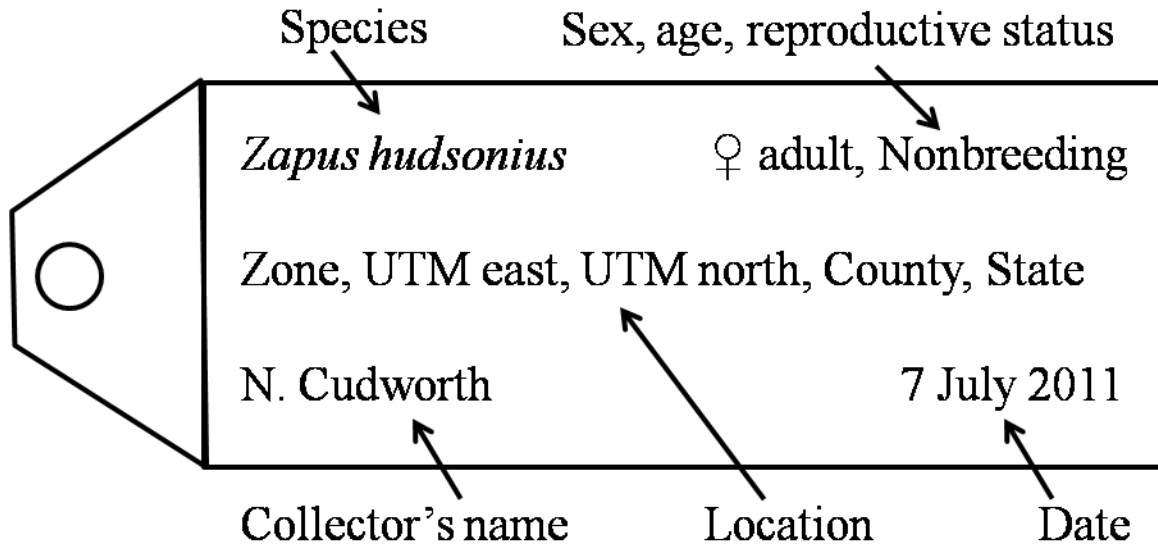 Species Sex, age, reproductive status
Zapus hudsonius ♀ adult, Nonbreeding
Zone, UTM east, UTM north, County, State
N. Cudworth 7 July 2011
Collector’s name Location Date